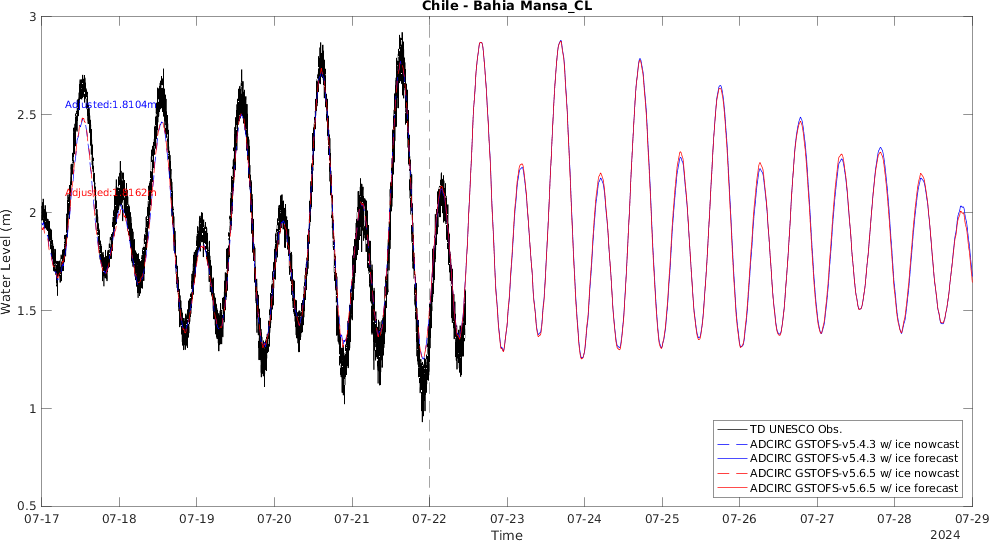 Chile - Bahia Mansa_CL
Water Level (m)
3
2.5
2
1.5
1
0.5
Adjusted:1.8104m
07-17
07-18
07-19
07-20
07-21
07-22
07-23
07-24
07-25
07-26
07-27
07-28
07-29
Time
2024
TD UNESCO Obs.
ADCIRC GSTOFS-v5.4.3 w/ ice nowcast
ADCIRC GSTOFS-v5.4.3 w/ ice forecast
ADCIRC GSTOFS-v5.6.5 w/ ice nowcast
ADCIRC GSTOFS-v5.6.5 w/ ice forecast